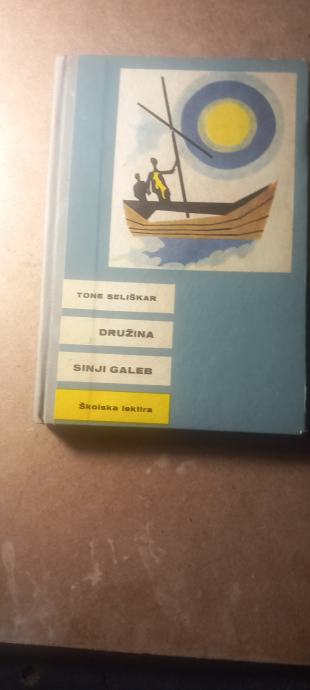 TONE SELIŠKAR
DRUŽINA
SINJI GALEB
Školska lektira